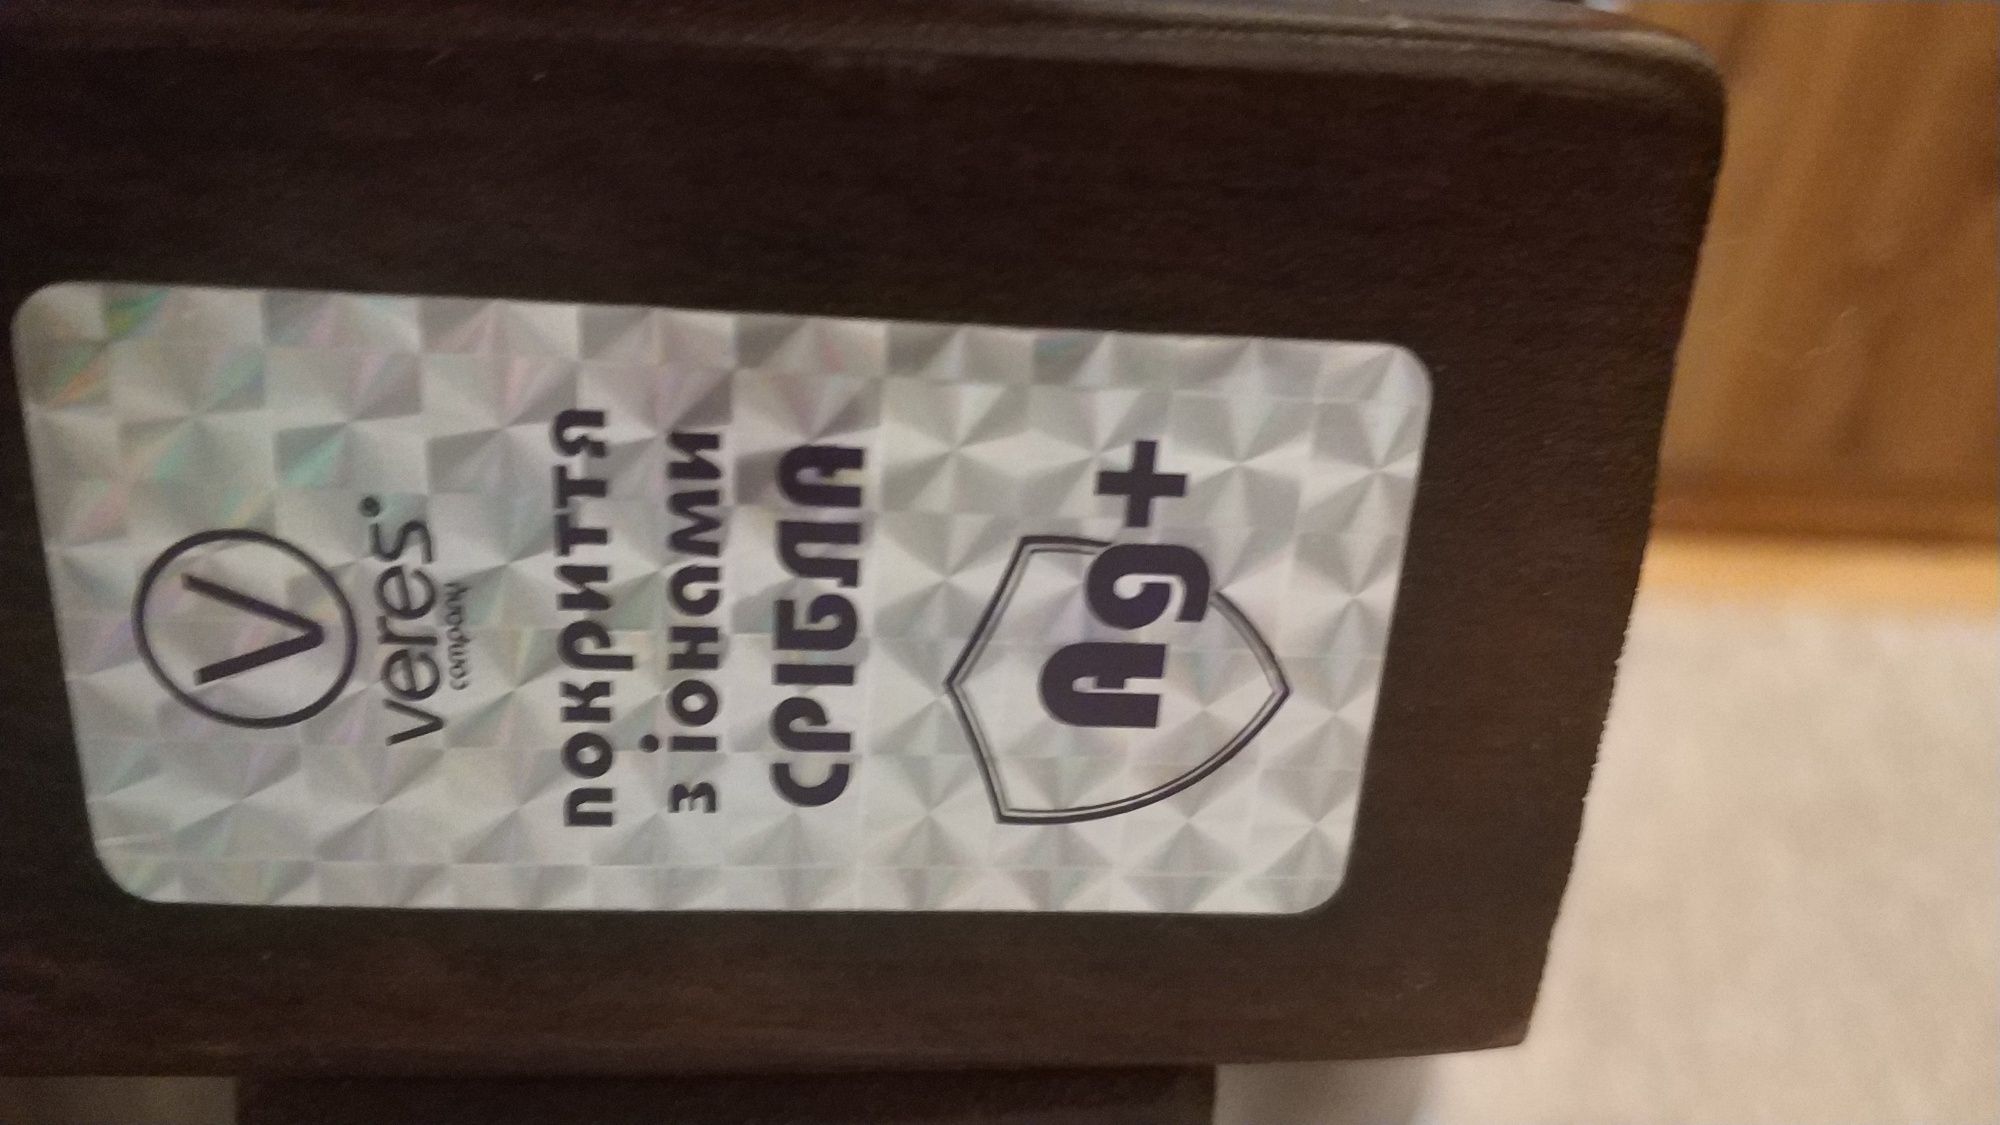 V
veres®
company
покриття
з іонами
СРІБЛА
Ag+